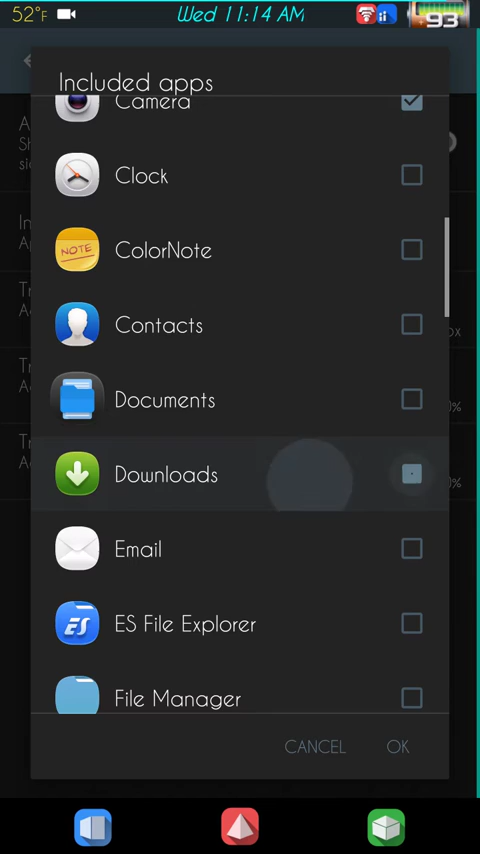 52°F Wed 11:14 AM 93
Included apps
Camera
Clock
NOTE
ColorNote
Contacts
Documents
Downloads
Email
ES
ES File Explorer
File Manager
CANCEL OK